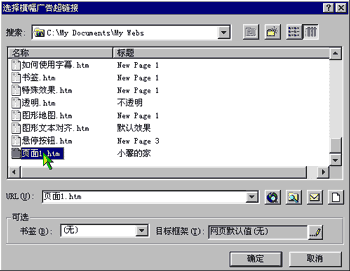 选择横幅广告超链接
搜索: C:\My Documents\My Webs
名称 标题
如何使用字幕.htm New Page 1
书签.htm New Page 1
特殊效果.htm New Page 1
透明.htm 不透明
图形地图.htm New Page 1
图形文本对齐.htm 默认效果
悬停按钮.htm New Page 3
页面1.htm 小馨的家
URL(U): 页面1.htm
可选
书签(B): (无) 目标框架(T): 网页默认值(无)
确定 取消